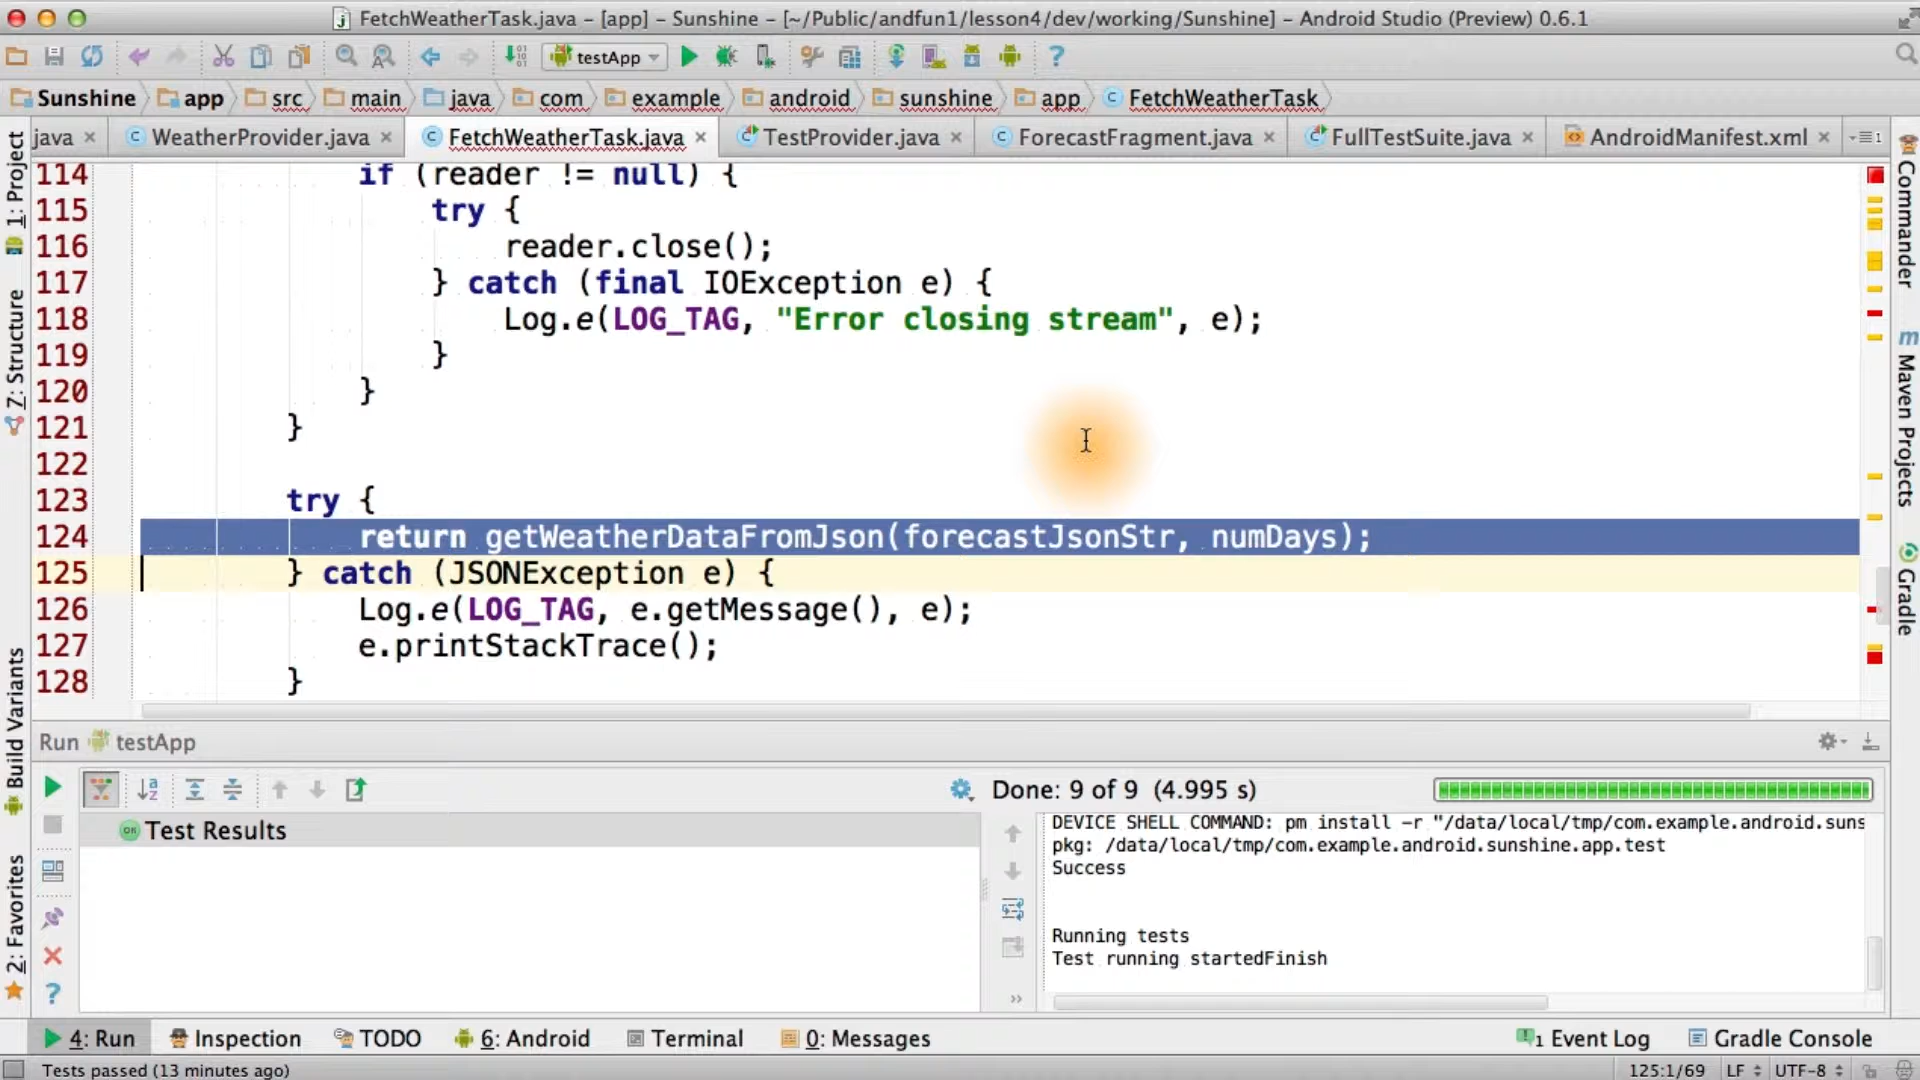 FetchWeatherTask.java - [app] - Sunshine - [~/Public/andfun1/lesson4/dev/working/Sunshine] - Android Studio (Preview) 0.6.1
testApp
Sunshine app src main java com example android sunshine app FetchWeatherTask
java WeatherProvider.java FetchWeatherTask.java TestProvider.java ForecastFragment.java FullTestSuite.java AndroidManifest.xml
1: Project
Z: Structure
Build Variants
2: Favorites
Commander
Maven Projects
Gradle
114 if (reader != null) {
115 try {
116 reader.close();
117 } catch (final IOException e) {
118 Log.e(LOG_TAG, "Error closing stream", e);
119 }
120 }
121 }
122
123 try {
124 return getWeatherDataFromJson(forecastJsonStr, numDays);
125 } catch (JSONException e) {
126 Log.e(LOG_TAG, e.getMessage(), e);
127 e.printStackTrace();
128 }
Run testApp
Done: 9 of 9 (4.995 s)
Test Results
DEVICE SHELL COMMAND: pm install -r "/data/local/tmp/com.example.android.suns
pkg: /data/local/tmp/com.example.android.sunshine.app.test
Success
Running tests
Test running startedFinish
4: Run Inspection TODO 6: Android Terminal 0: Messages 1 Event Log Gradle Console
Tests passed (13 minutes ago) 125:1/69 LF UTF-8